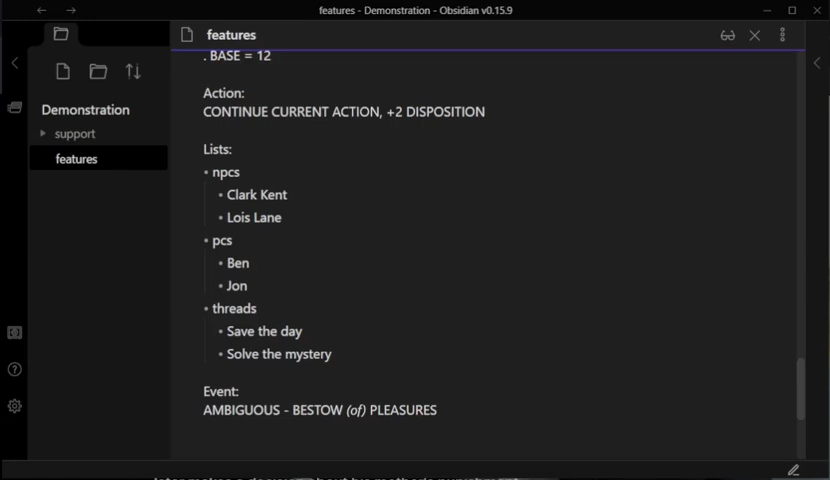 features - Demonstration - Obsidian v0.15.9
features
Demonstration
support
features
. BASE = 12
Action:
CONTINUE CURRENT ACTION, +2 DISPOSITION
Lists:
• npcs
• Clark Kent
• Lois Lane
• pcs
• Ben
• Jon
• threads
• Save the day
• Solve the mystery
Event:
AMBIGUOUS - BESTOW (of) PLEASURES